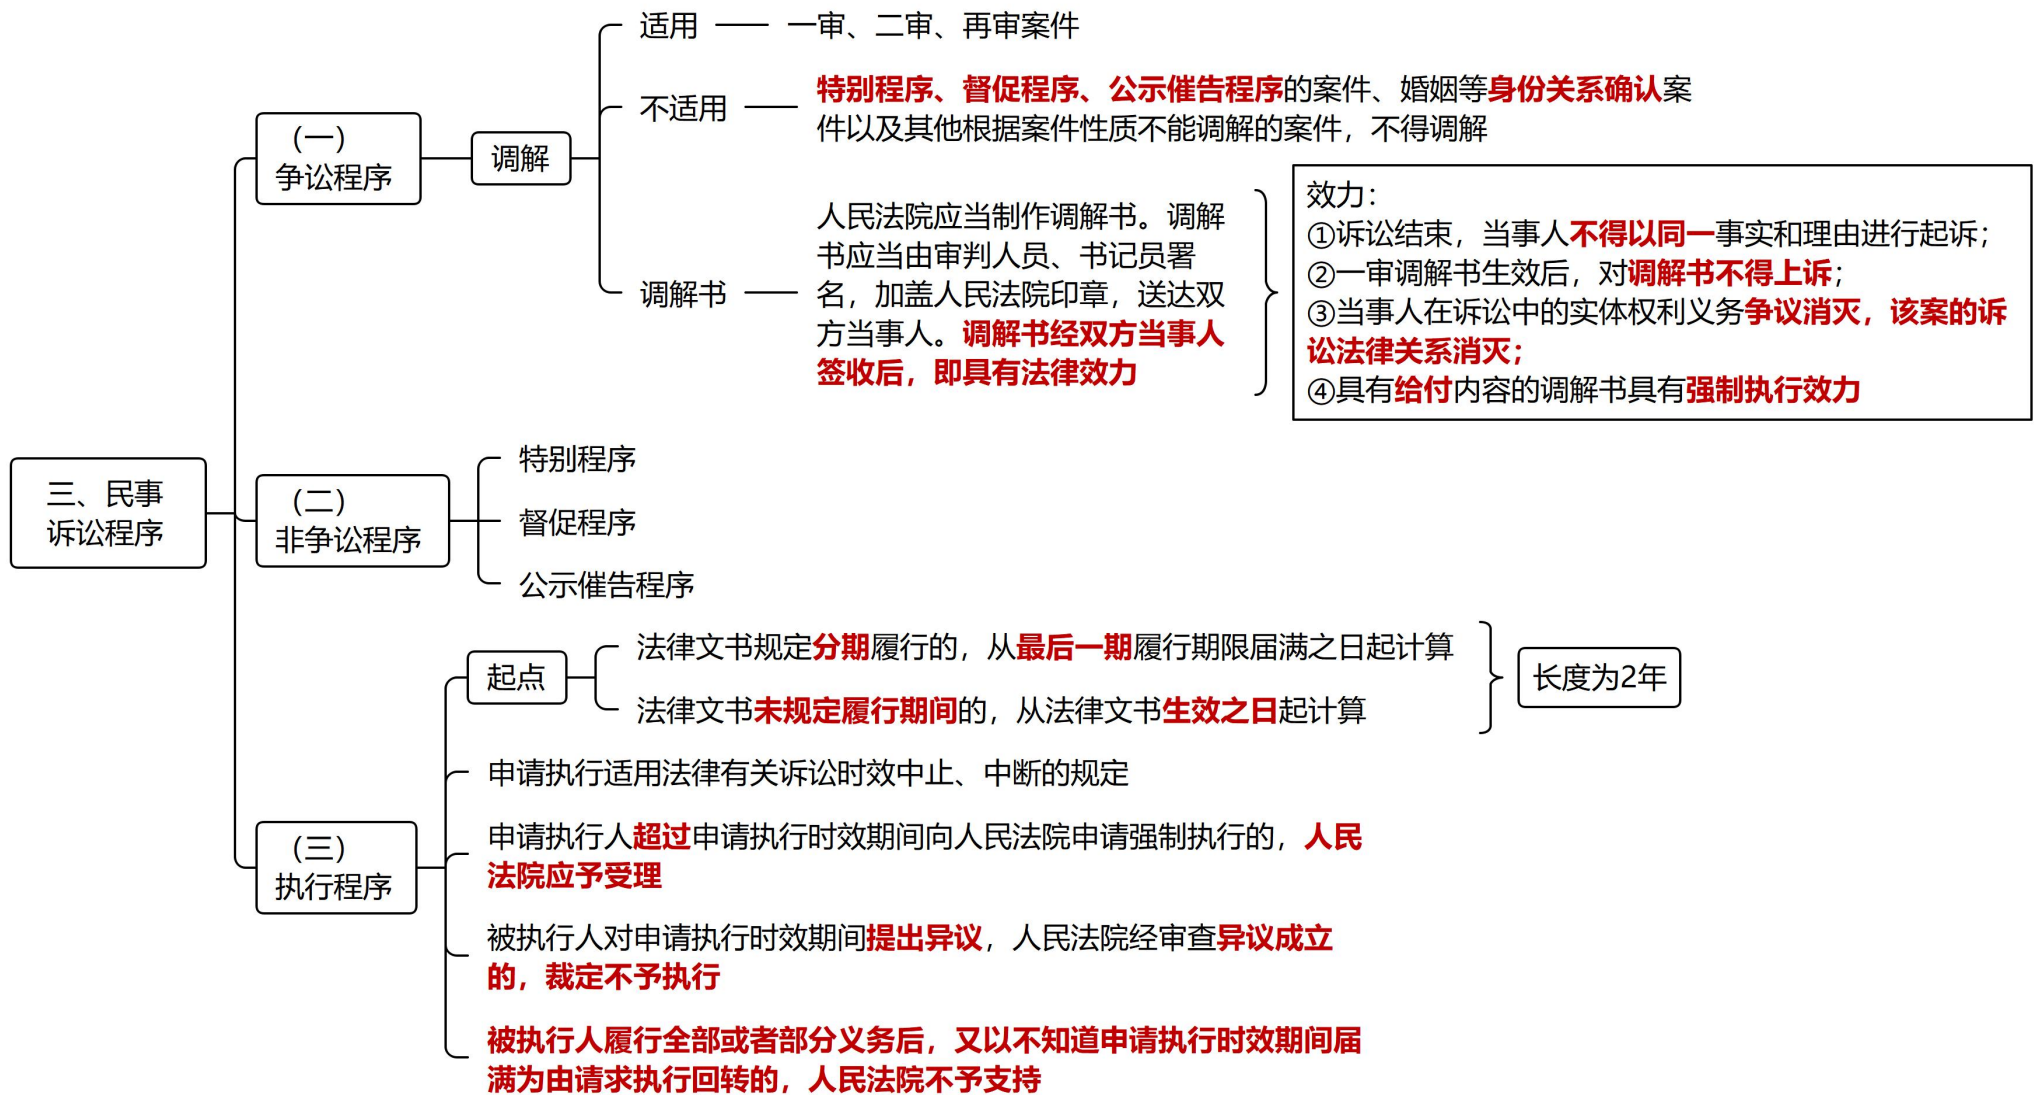 三、民事
诉讼程序
（一）
争讼程序
调解
适用
一审、二审、再审案件
不适用
特别程序、督促程序、公示催告程序的案件、婚姻等身份关系确认案
件以及其他根据案件性质不能调解的案件，不得调解
调解书
人民法院应当制作调解书。调解
书应当由审判人员、书记员署
名，加盖人民法院印章，送达双
方当事人。调解书经双方当事人
签收后，即具有法律效力
效力：
①诉讼结束，当事人不得以同一事实和理由进行起诉；
②一审调解书生效后，对调解书不得上诉；
③当事人在诉讼中的实体权利义务争议消灭，该案的诉
讼法律关系消灭；
④具有给付内容的调解书具有强制执行效力
（二）
非争讼程序
特别程序
督促程序
公示催告程序
（三）
执行程序
起点
法律文书规定分期履行的，从最后一期履行期限届满之日起计算
法律文书未规定履行期间的，从法律文书生效之日起计算
长度为2年
申请执行适用法律有关诉讼时效中止、中断的规定
申请执行人超过申请执行时效期间向人民法院申请强制执行的，人民
法院应予受理
被执行人对申请执行时效期间提出异议，人民法院经审查异议成立
的，裁定不予执行
被执行人履行全部或者部分义务后，又以不知道申请执行时效期间届
满为由请求执行回转的，人民法院不予支持